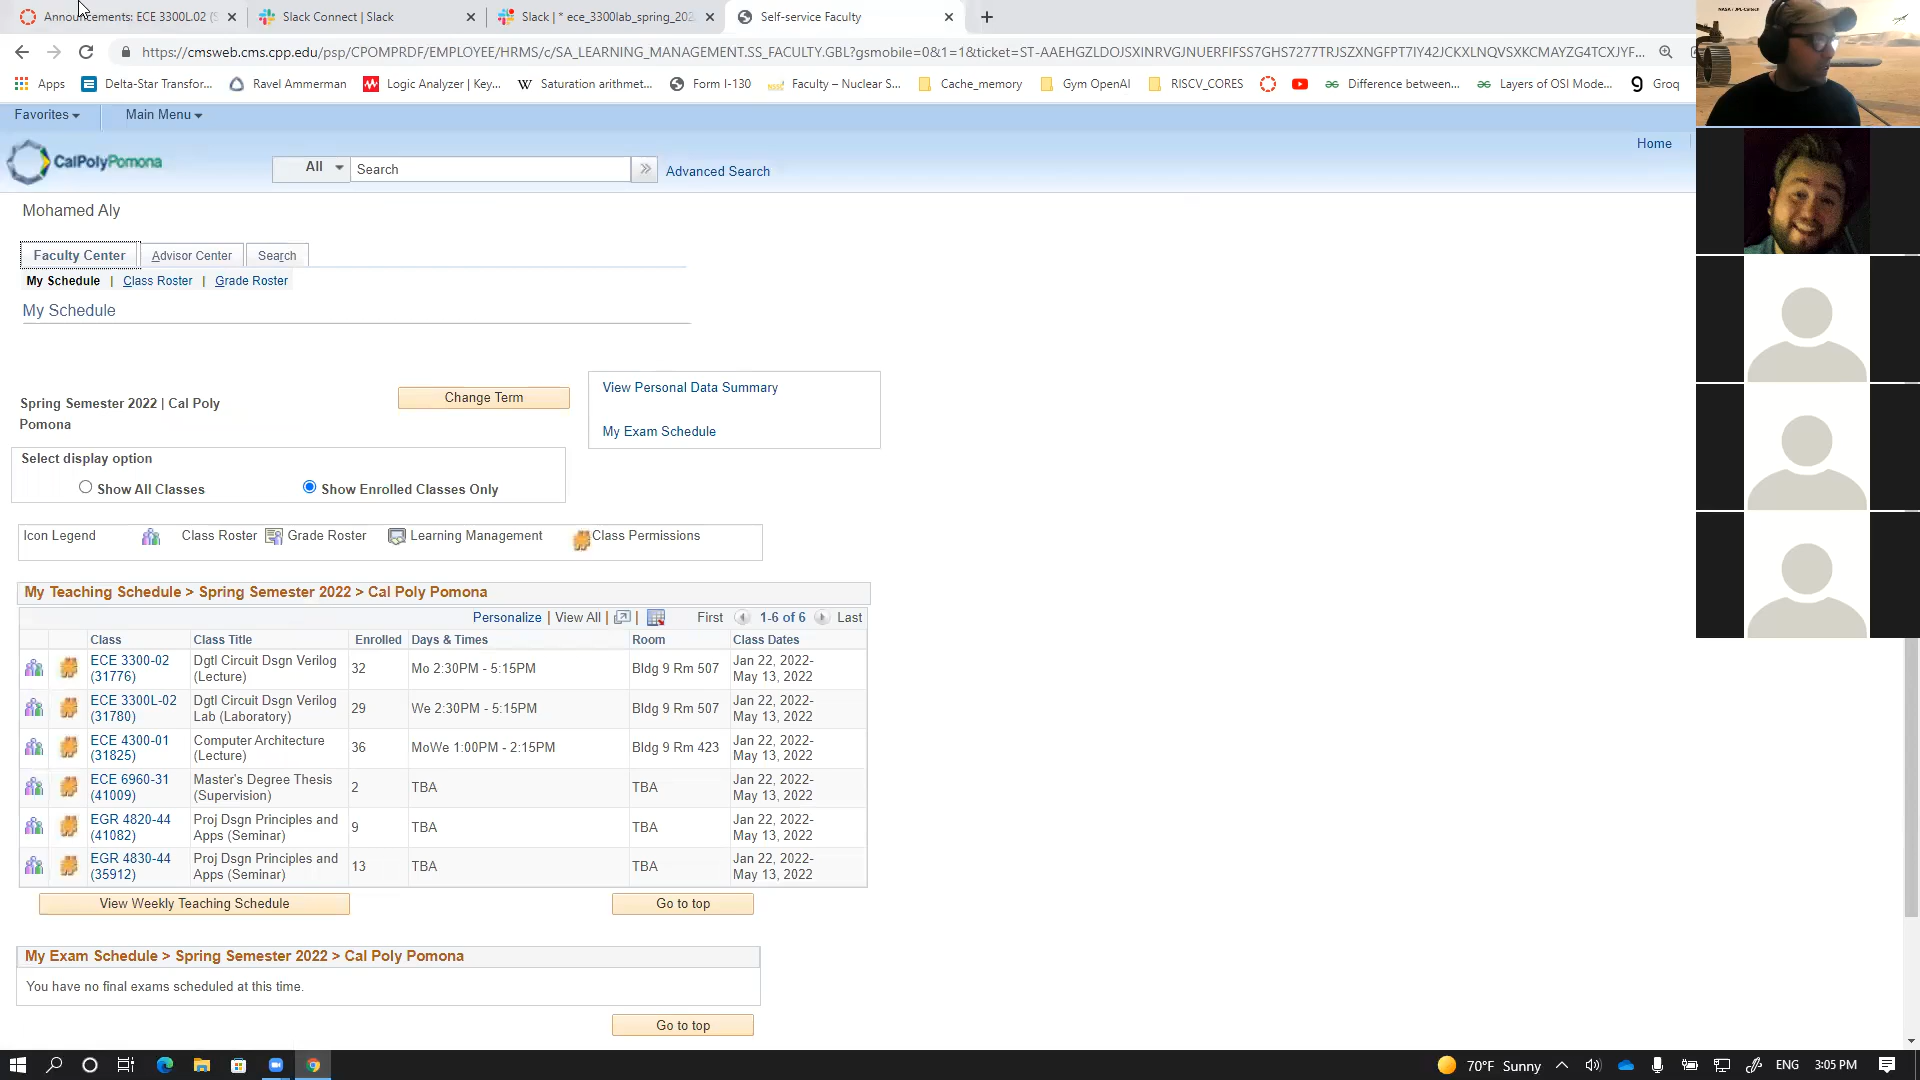 Announcements: ECE 3300L.02 (S
Slack Connect | Slack
Slack | * ece_3300lab_spring_202
Self-service Faculty
https://cmsweb.cms.cpp.edu/psp/CPOMPRDF/EMPLOYEE/HRMS/c/SA_LEARNING_MANAGEMENT.SS_FACULTY.GBL?gsmobile=0&1=1&ticket=ST-AAEHGZLDOJSXINRVGJNUERFIFSS7GHS7277TRJSZXNGFPT7IY42JCKXLNQVSXKCMAYZG4TCXJYF...
Apps
Delta-Star Transfor...
Ravel Ammerman
Logic Analyzer | Key...
Saturation arithmet...
Form I-130
Faculty – Nuclear S...
Cache_memory
Gym OpenAI
RISCV_CORES
Difference between...
Layers of OSI Mode...
Groq
NASA / JPL-Caltech
Favorites
Main Menu
Home
CalPolyPomona
All
Search
Advanced Search
Mohamed Aly
Faculty Center
Advisor Center
Search
My Schedule | Class Roster | Grade Roster
My Schedule
View Personal Data Summary
Change Term
Spring Semester 2022 | Cal Poly
Pomona
My Exam Schedule
Select display option
Show All Classes
Show Enrolled Classes Only
Icon Legend
Class Roster
Grade Roster
Learning Management
Class Permissions
My Teaching Schedule > Spring Semester 2022 > Cal Poly Pomona
Personalize | View All | | First 1-6 of 6 Last
Class Class Title Enrolled Days & Times Room Class Dates
ECE 3300-02 Dgtl Circuit Dsgn Verilog 32 Mo 2:30PM - 5:15PM Bldg 9 Rm 507 Jan 22, 2022-
(31776) (Lecture) May 13, 2022
ECE 3300L-02 Dgtl Circuit Dsgn Verilog 29 We 2:30PM - 5:15PM Bldg 9 Rm 507 Jan 22, 2022-
(31780) Lab (Laboratory) May 13, 2022
ECE 4300-01 Computer Architecture 36 MoWe 1:00PM - 2:15PM Bldg 9 Rm 423 Jan 22, 2022-
(31825) (Lecture) May 13, 2022
ECE 6960-31 Master's Degree Thesis 2 TBA TBA Jan 22, 2022-
(41009) (Supervision) May 13, 2022
EGR 4820-44 Proj Dsgn Principles and 9 TBA TBA Jan 22, 2022-
(41082) Apps (Seminar) May 13, 2022
EGR 4830-44 Proj Dsgn Principles and 13 TBA TBA Jan 22, 2022-
(35912) Apps (Seminar) May 13, 2022
View Weekly Teaching Schedule
Go to top
My Exam Schedule > Spring Semester 2022 > Cal Poly Pomona
You have no final exams scheduled at this time.
Go to top
70°F Sunny
ENG
3:05 PM